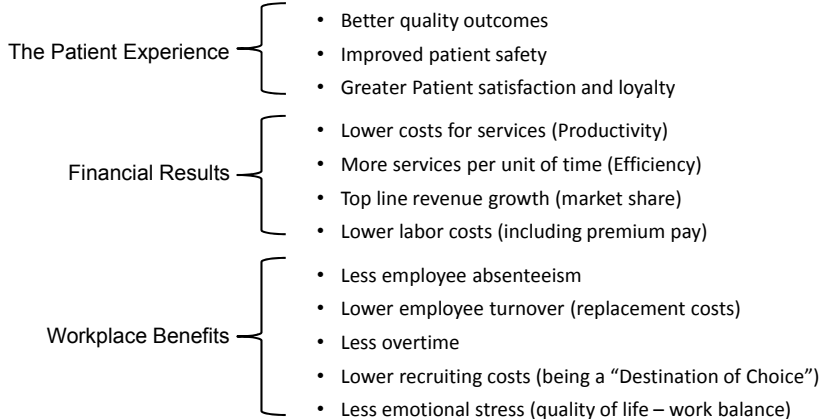 The Patient Experience
• Better quality outcomes
• Improved patient safety
• Greater Patient satisfaction and loyalty
Financial Results
• Lower costs for services (Productivity)
• More services per unit of time (Efficiency)
• Top line revenue growth (market share)
• Lower labor costs (including premium pay)
Workplace Benefits
• Less employee absenteeism
• Lower employee turnover (replacement costs)
• Less overtime
• Lower recruiting costs (being a “Destination of Choice”)
• Less emotional stress (quality of life – work balance)